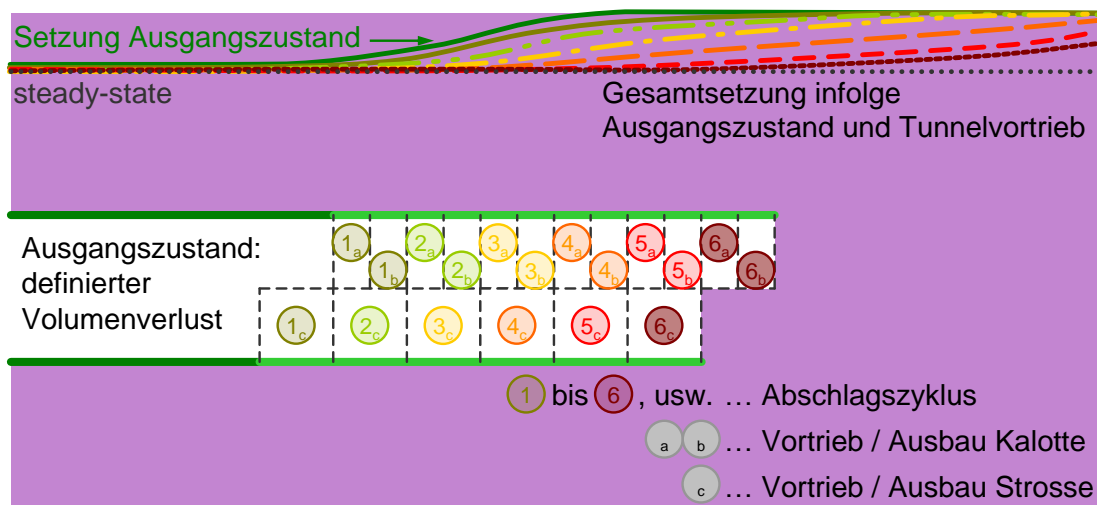 Setzung Ausgangszustand
steady-state
Gesamtsetzung infolge
Ausgangszustand und Tunnelvortrieb
Ausgangszustand:
definierter
Volumenverlust
1a 2a 3a 4a 5a 6a
1b 2b 3b 4b 5b 6b
1c 2c 3c 4c 5c 6c
1 bis 6 , usw. … Abschlagszyklus
a b … Vortrieb / Ausbau Kalotte
c … Vortrieb / Ausbau Strosse